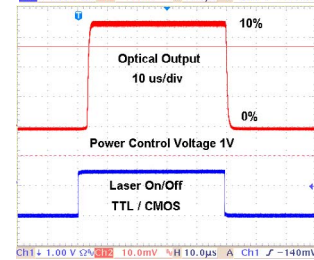 10%
Optical Output
10 us/div
0%
Power Control Voltage 1V
Laser On/Off
TTL / CMOS
Ch1 1.00 V Ω Ch2 10.0mV H 10.0µs A Ch1 -140mV